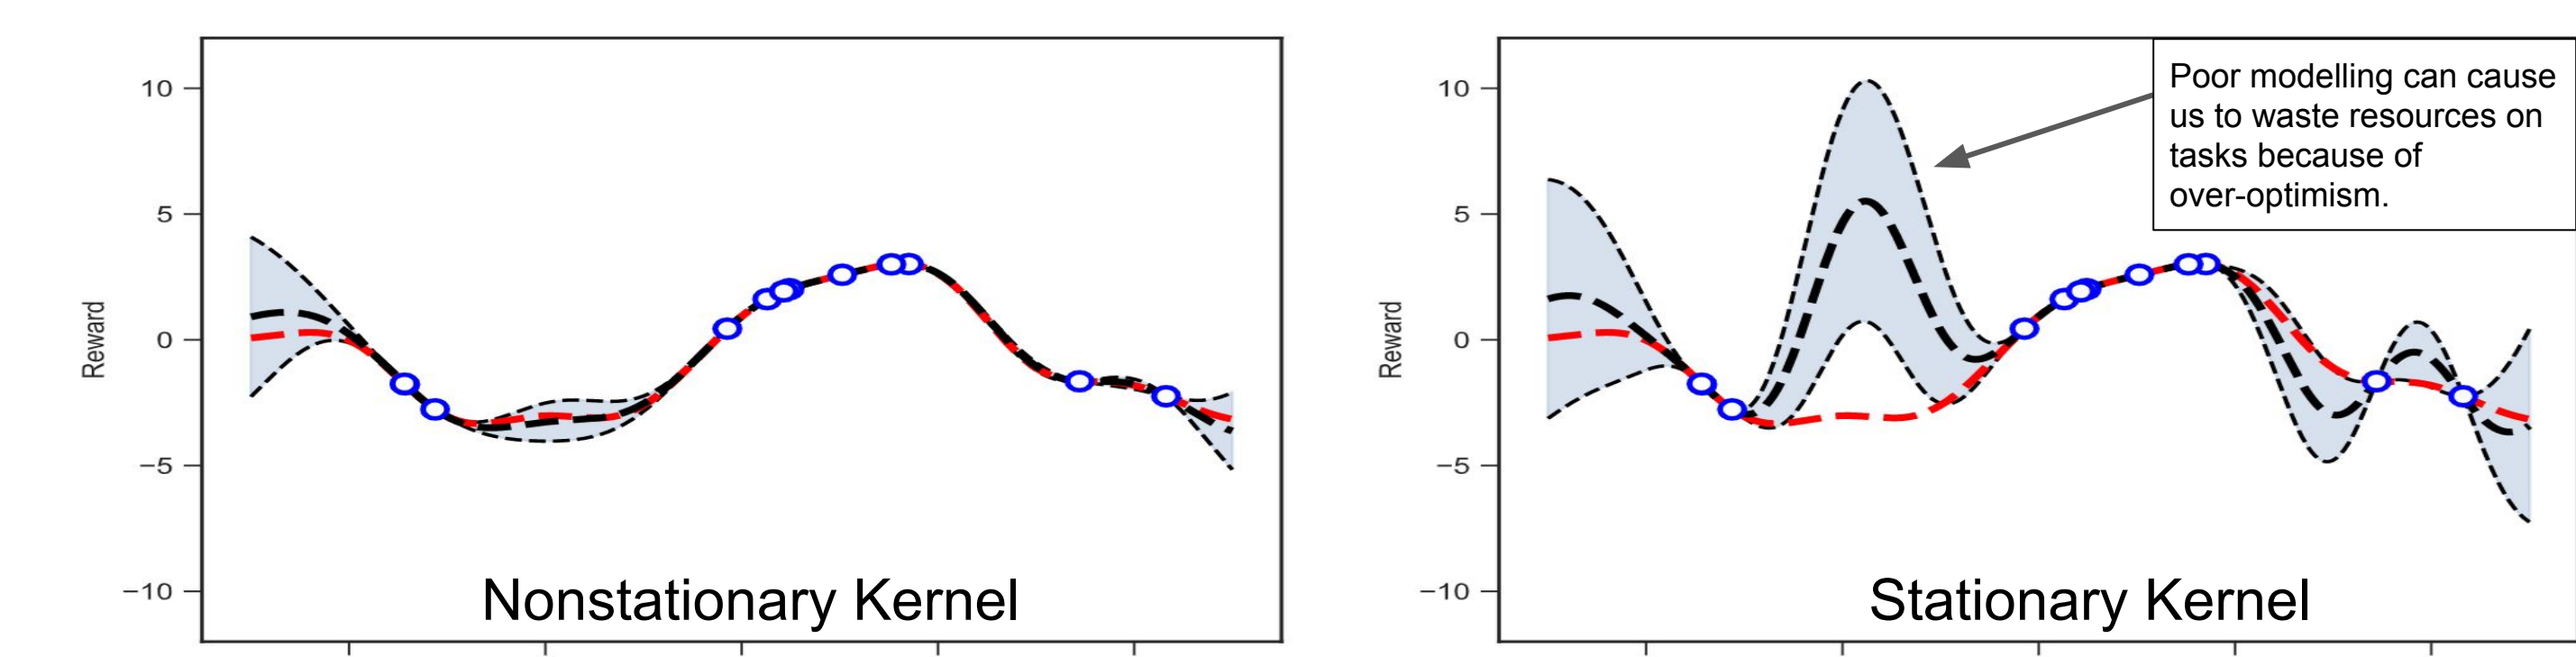 10
5
0
−5
−10
Reward
Nonstationary Kernel
10
5
0
−5
−10
Reward
Stationary Kernel
Poor modelling can cause
us to waste resources on
tasks because of
over-optimism.